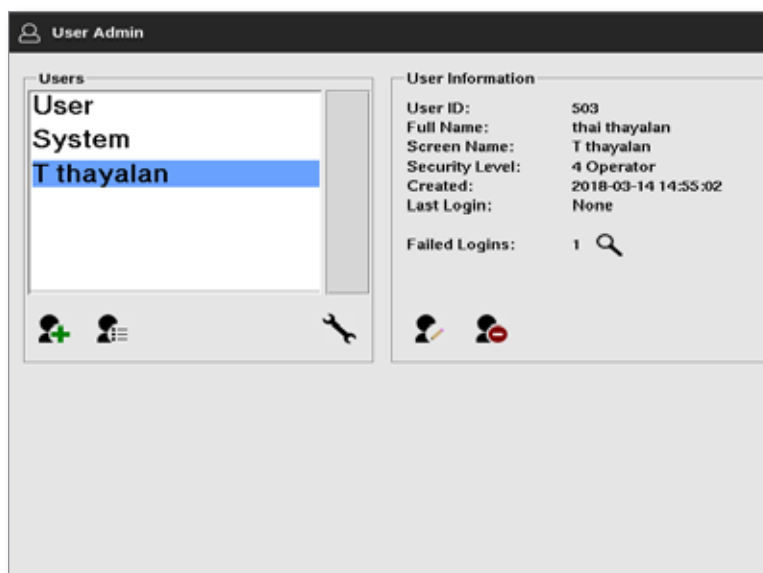 User Admin
Users
User
System
T thayalan
User Information
User ID: 503
Full Name: thai thayalan
Screen Name: T thayalan
Security Level: 4 Operator
Created: 2018-03-14 14:55:02
Last Login: None
Failed Logins: 1